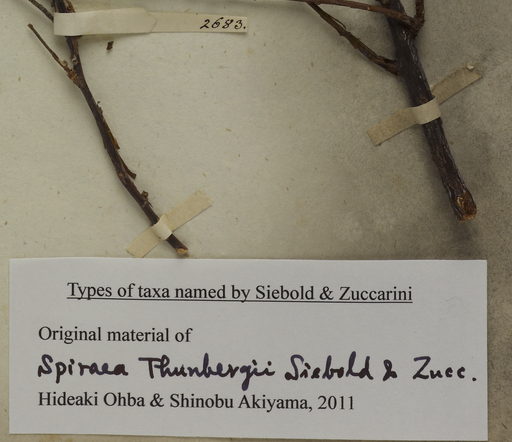 2683.
Types of taxa named by Siebold & Zuccarini
Original material of
Spiraea Thunbergii Siebold & Zucc.
Hideaki Ohba & Shinobu Akiyama, 2011